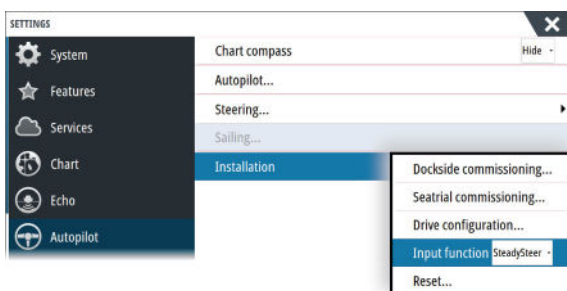 SETTINGS
System
Features
Services
Chart
Echo
Autopilot
Chart compass Hide
Autopilot...
Steering...
Sailing...
Installation
Dockside commissioning...
Seatrial commissioning...
Drive configuration...
Input function SteadySteer
Reset...